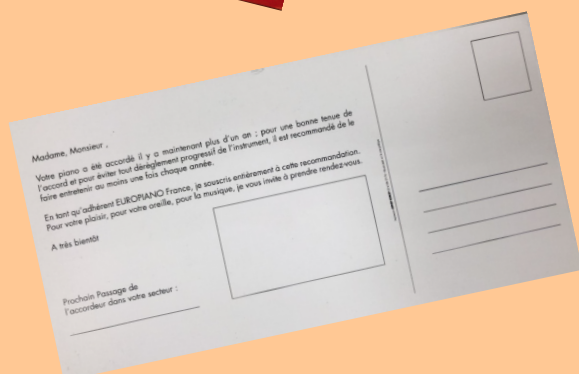 Madame, Monsieur ,
Votre piano a été accordé il y a maintenant plus d'un an ; pour une bonne tenue de
l'accord et pour éviter tout dérèglement progressif de l'instrument, il est recommandé de le
faire entretenir au moins une fois chaque année.
En tant qu'adhérent EUROPIANO France, je souscris entièrement à cette recommandation.
Pour votre plaisir, pour votre oreille, pour la musique, je vous invite à prendre rendez-vous.
A très bientôt
Prochain Passage de
l'accordeur dans votre secteur :